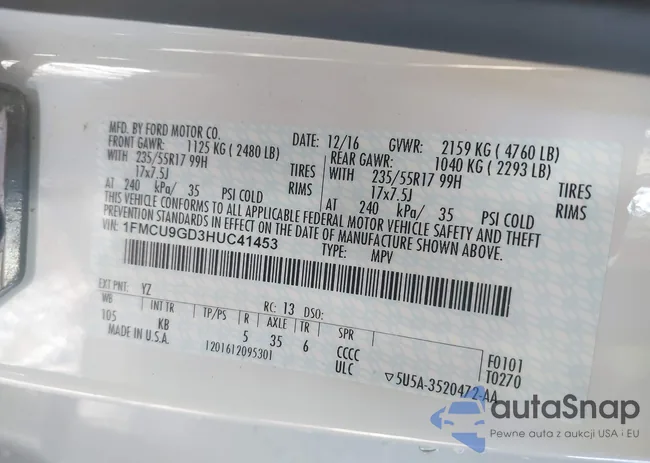 MFD. BY FORD MOTOR CO.
DATE: 12/16 GVWR: 2159 KG ( 4760 LB)
FRONT GAWR: 1125 KG ( 2480 LB) REAR GAWR: 1040 KG ( 2293 LB)
WITH 235/55R17 99H TIRES WITH 235/55R17 99H TIRES
17x7.5J RIMS 17x7.5J RIMS
AT 240 kPa/ 35 PSI COLD AT 240 kPa/ 35 PSI COLD
THIS VEHICLE CONFORMS TO ALL APPLICABLE FEDERAL MOTOR VEHICLE SAFETY AND THEFT
PREVENTION STANDARDS IN EFFECT ON THE DATE OF MANUFACTURE SHOWN ABOVE.
VIN: 1FMCU9GD3HUC41453
TYPE: MPV
EXT PNT: YZ RC: 13 DSO:
WB INT TR TP/PS R AXLE TR SPR
105 KB 5 35 6 CCCC
MADE IN U.S.A. ULC
1201612095301
F0101
T0270
▽5U5A-3520472-AA
autoSnap
Pewne auta z aukcji USA i EU